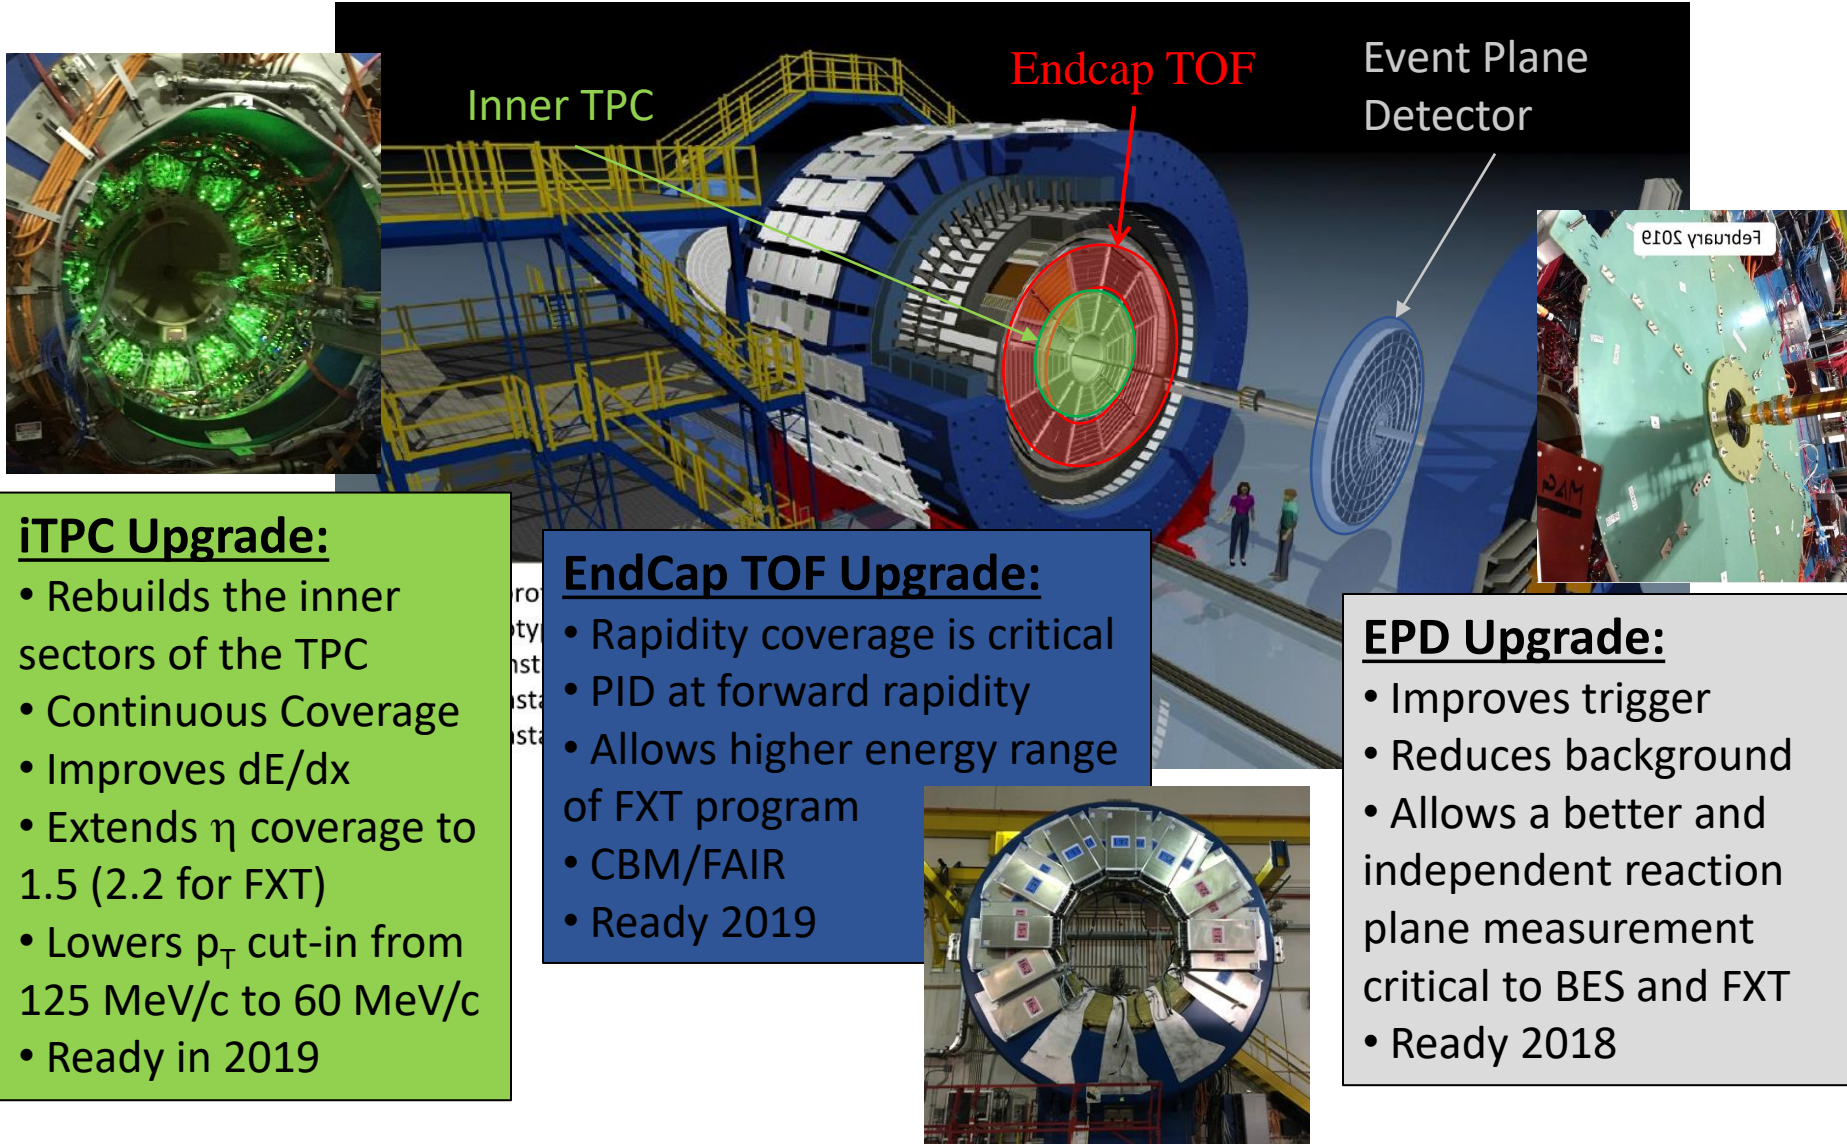 Inner TPC
Endcap TOF
Event Plane
Detector
February 2019
MAG
iTPC Upgrade:
• Rebuilds the inner
sectors of the TPC
• Continuous Coverage
• Improves dE/dx
• Extends η coverage to
1.5 (2.2 for FXT)
• Lowers pT cut-in from
125 MeV/c to 60 MeV/c
• Ready in 2019
EndCap TOF Upgrade:
• Rapidity coverage is critical
• PID at forward rapidity
• Allows higher energy range
of FXT program
• CBM/FAIR
• Ready 2019
EPD Upgrade:
• Improves trigger
• Reduces background
• Allows a better and
independent reaction
plane measurement
critical to BES and FXT
• Ready 2018